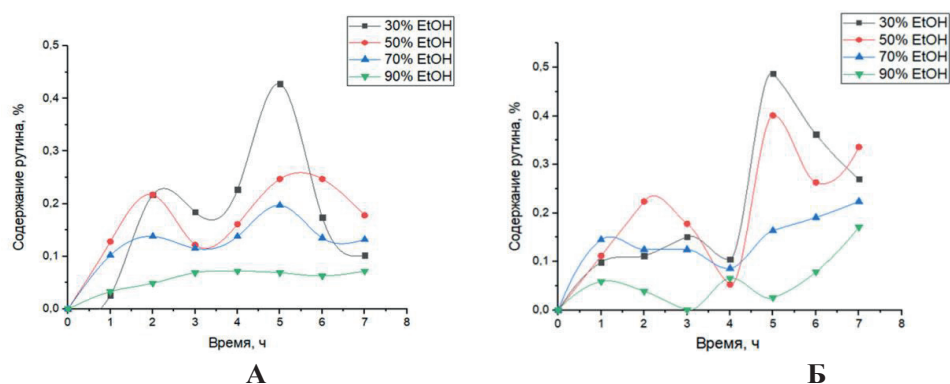 30% EtOH
50% EtOH
70% EtOH
90% EtOH
0,5
0,4
0,3
0,2
0,1
0,0
Содержание рутина, %
0 1 2 3 4 5 6 7 8
Время, ч
А
30% EtOH
50% EtOH
70% EtOH
90% EtOH
0,5
0,4
0,3
0,2
0,1
0,0
Содержание рутина, %
0 1 2 3 4 5 6 7 8
Время, ч
Б